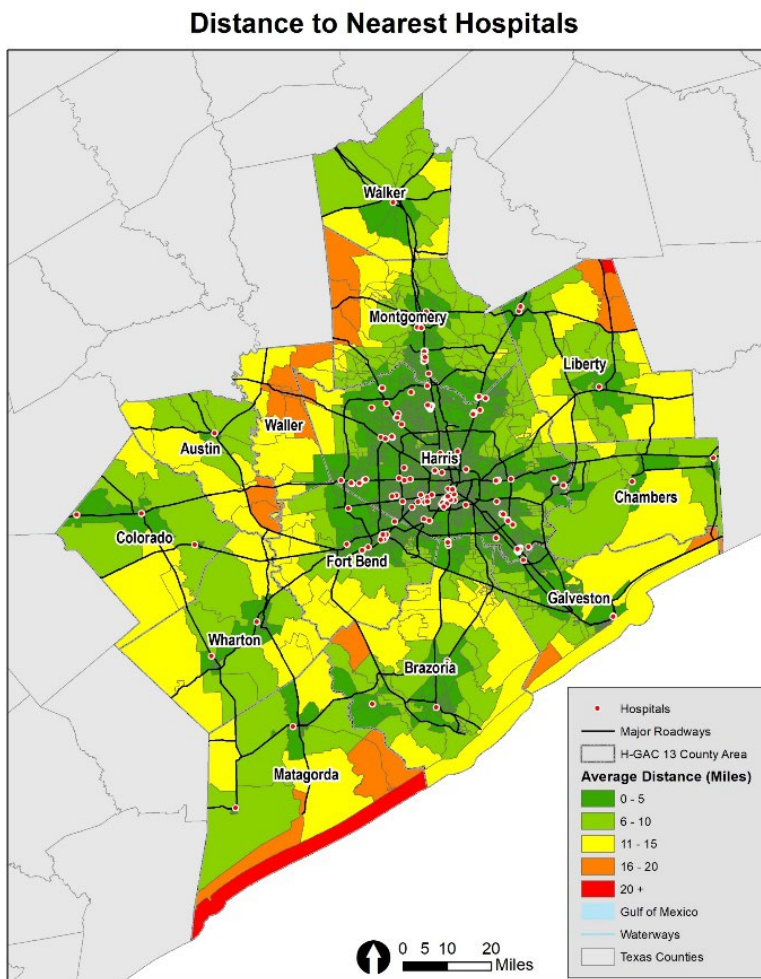 Distance to Nearest Hospitals
Walker
Montgomery
Liberty
Waller
Austin
Harris
Chambers
Colorado
Fort Bend
Galveston
Wharton
Brazoria
Matagorda
Hospitals
Major Roadways
H-GAC 13 County Area
Average Distance (Miles)
0 - 5
6 - 10
11 - 15
16 - 20
20 +
Gulf of Mexico
Waterways
Texas Counties
0 5 10 20
Miles